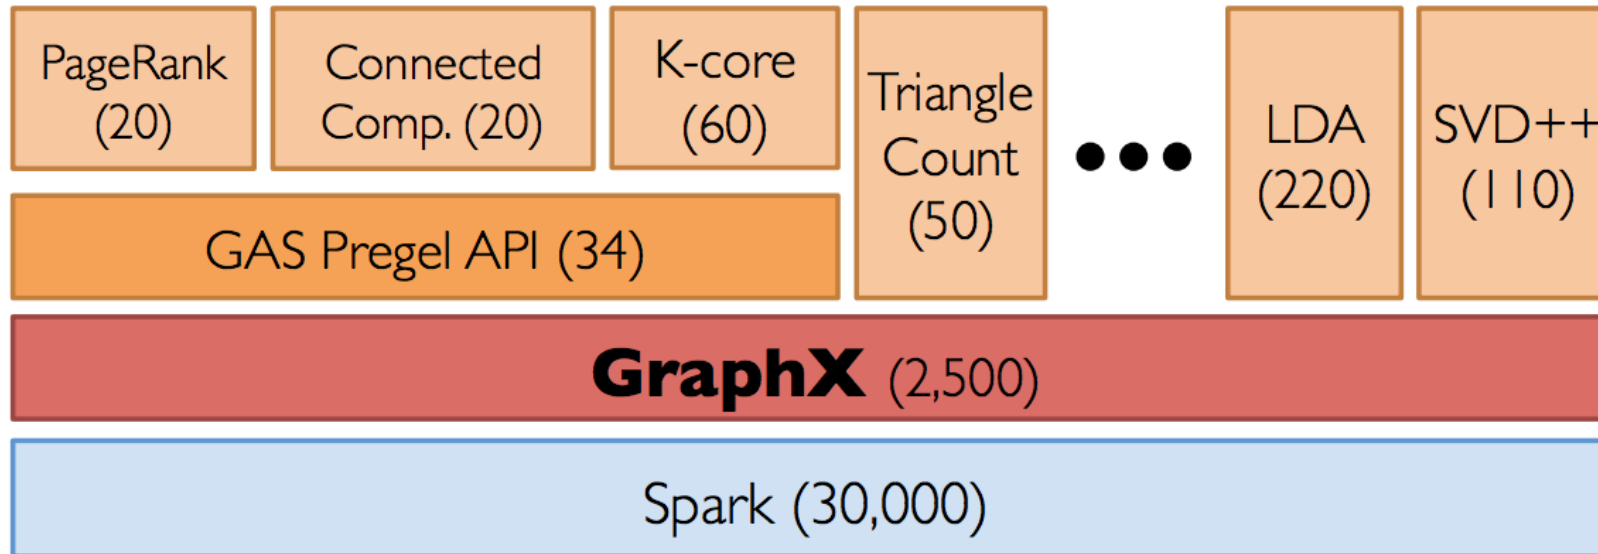 PageRank
(20)
Connected
Comp. (20)
K-core
(60)
Triangle
Count
(50)
LDA
(220)
SVD++
(110)
GAS Pregel API (34)
GraphX (2,500)
Spark (30,000)